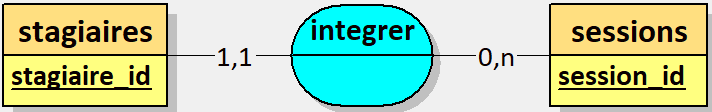 stagiaires integrer sessions
1,1 0,n
stagiaire_id session_id